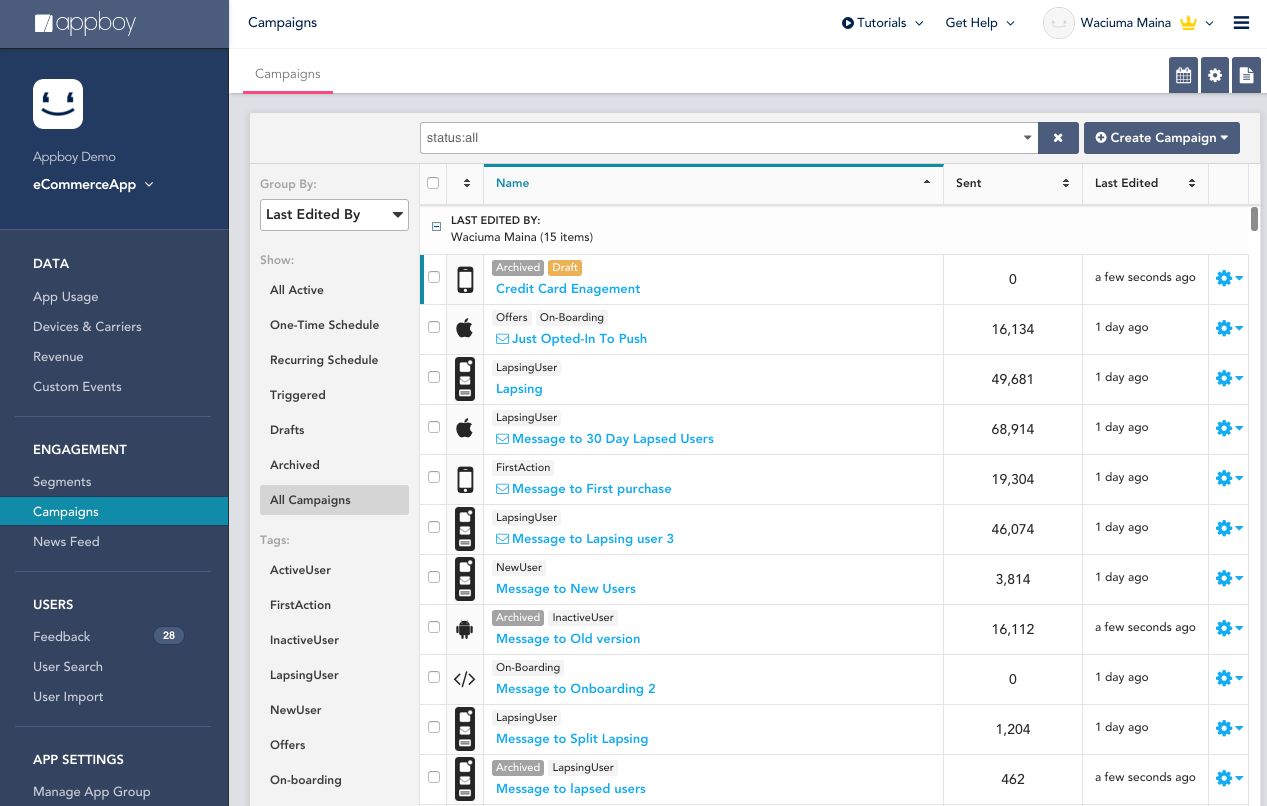 appboy
Campaigns
Tutorials
Get Help
Waciuma Maina
Campaigns
Appboy Demo
eCommerceApp
DATA
App Usage
Devices & Carriers
Revenue
Custom Events
ENGAGEMENT
Segments
Campaigns
News Feed
USERS
Feedback 28
User Search
User Import
APP SETTINGS
Manage App Group
status:all
Create Campaign
Group By:
Last Edited By
Show:
All Active
One-Time Schedule
Recurring Schedule
Triggered
Drafts
Archived
All Campaigns
Tags:
ActiveUser
FirstAction
InactiveUser
LapsingUser
NewUser
Offers
On-boarding
Name Sent Last Edited
LAST EDITED BY:
Waciuma Maina (15 items)
Archived Draft
Credit Card Enagement 0 a few seconds ago
Offers On-Boarding
Just Opted-In To Push 16,134 1 day ago
LapsingUser
Lapsing 49,681 1 day ago
LapsingUser
Message to 30 Day Lapsed Users 68,914 1 day ago
FirstAction
Message to First purchase 19,304 1 day ago
LapsingUser
Message to Lapsing user 3 46,074 1 day ago
NewUser
Message to New Users 3,814 1 day ago
Archived InactiveUser
Message to Old version 16,112 a few seconds ago
On-Boarding
Message to Onboarding 2 0 1 day ago
LapsingUser
Message to Split Lapsing 1,204 1 day ago
Archived LapsingUser
Message to lapsed users 462 a few seconds ago